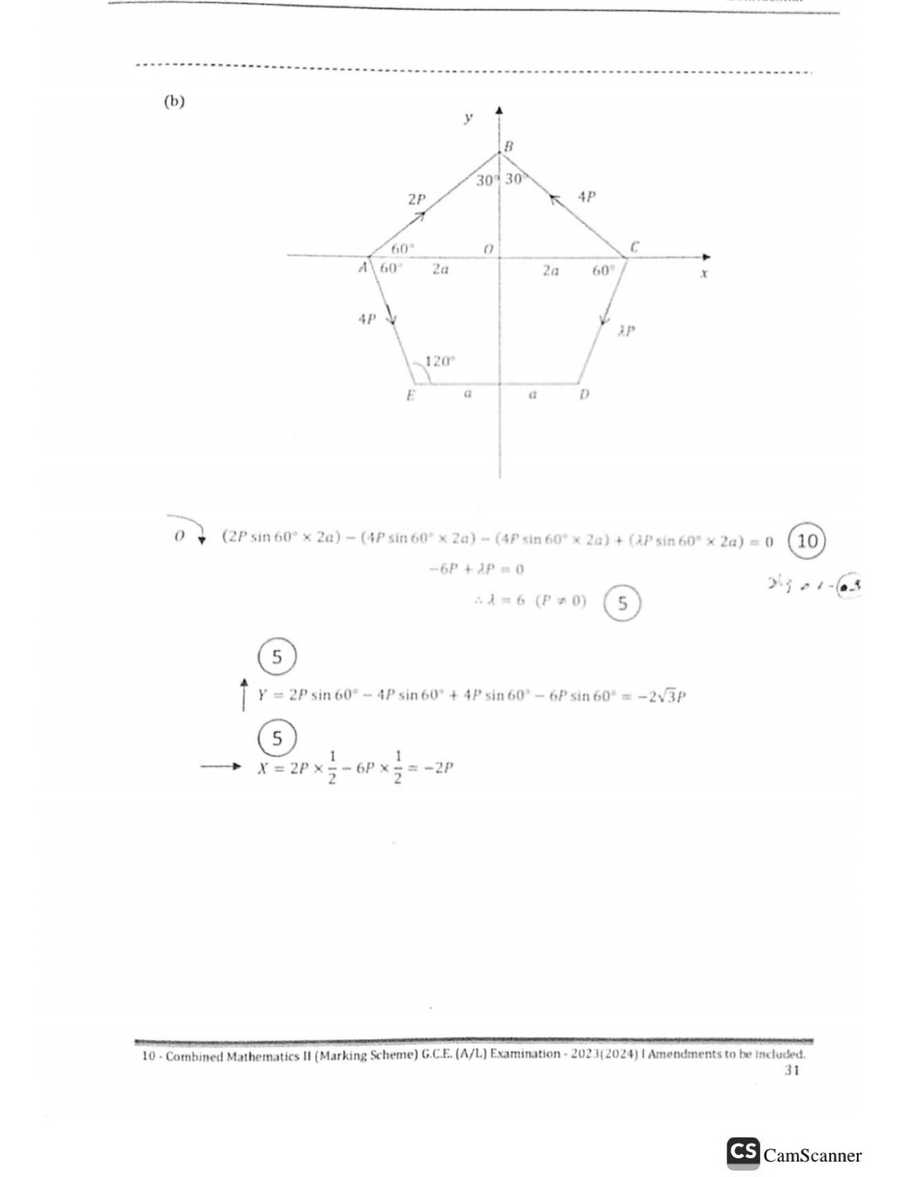 (b)
y
B
30° 30°
2P
4P
60°
O
C
A 60° 2a
2a 60°
x
4P
λP
120°
E a
a D
O (2P sin 60° × 2a) − (4P sin 60° × 2a) − (4P sin 60° × 2a) + (λP sin 60° × 2a) = 0 10
−6P + λP = 0
∴ λ = 6 (P ≠ 0) 5
5
Y = 2P sin 60° − 4P sin 60° + 4P sin 60° − 6P sin 60° = −2√3P
5
X = 2P × 1/2 − 6P × 1/2 = −2P
10 - Combined Mathematics II (Marking Scheme) G.C.E. (A/L) Examination - 2023(2024) | Amendments to be included.
31
CS CamScanner